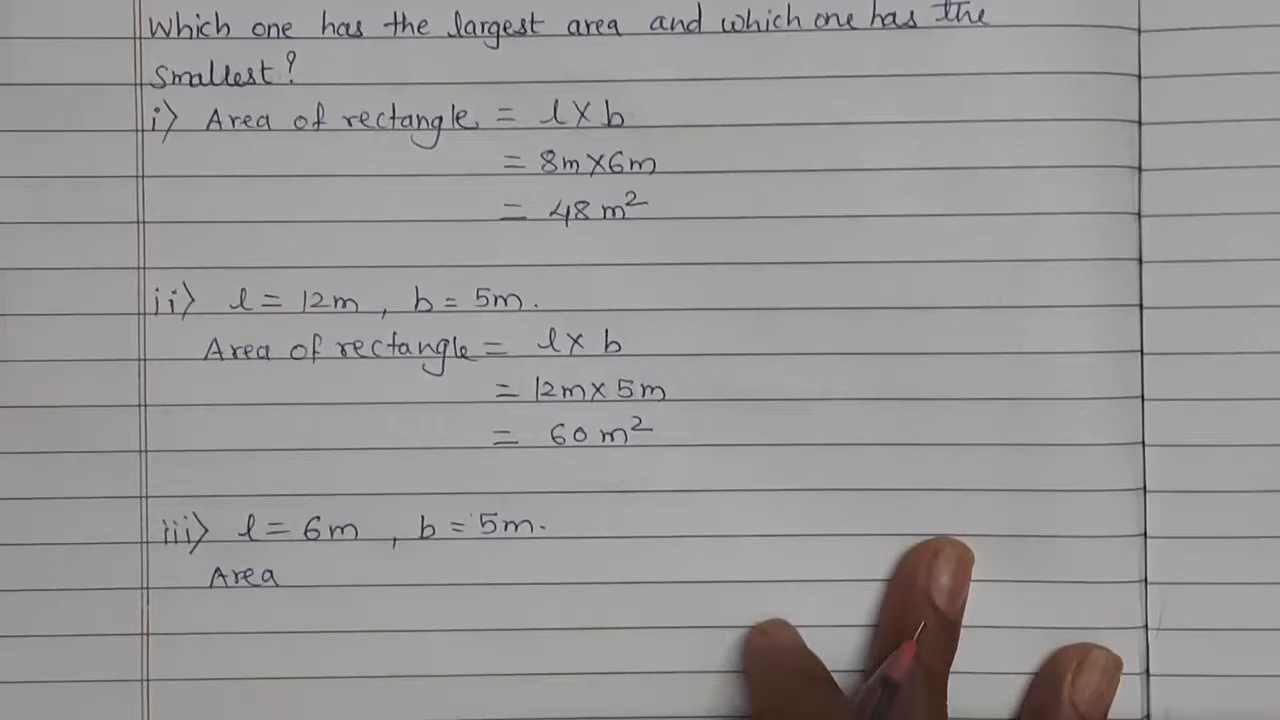 Which one has the largest area and which one has the
smallest?
i) Area of rectangle = l × b
= 8m × 6m
= 48 m²
ii) l = 12m , b = 5m.
Area of rectangle = l × b
= 12m × 5m
= 60 m²
iii) l = 6m , b = 5m.
Area